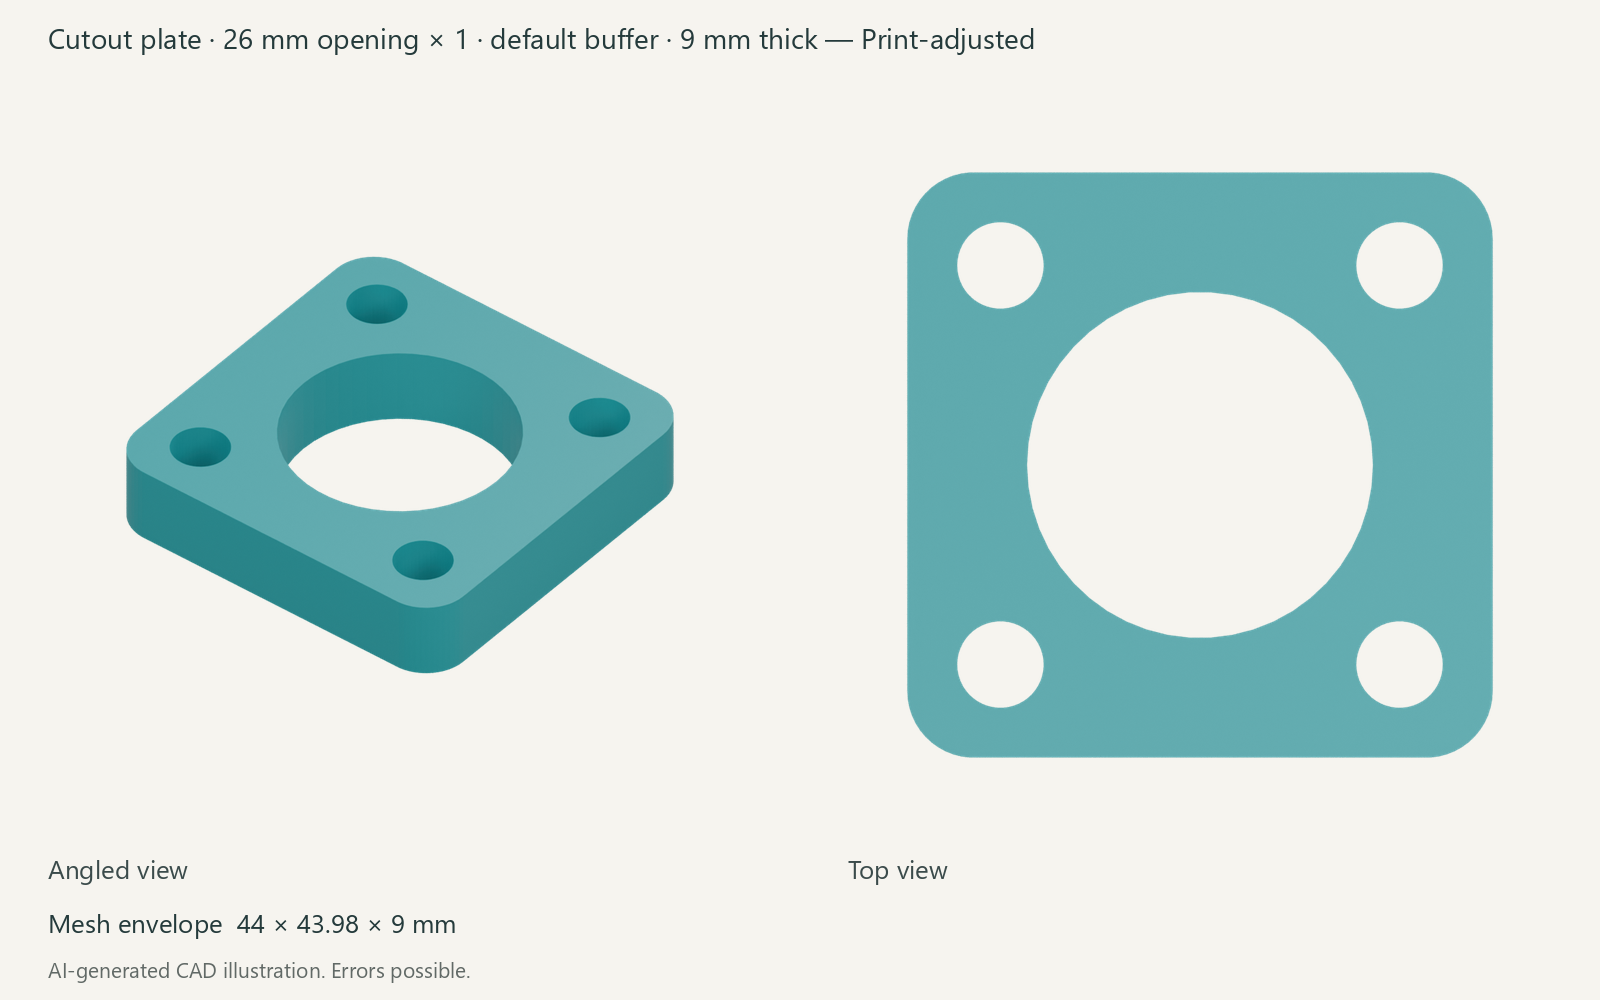 Cutout plate · 26 mm opening × 1 · default buffer · 9 mm thick — Print-adjusted
Angled view
Top view
Mesh envelope 44 × 43.98 × 9 mm
AI-generated CAD illustration. Errors possible.